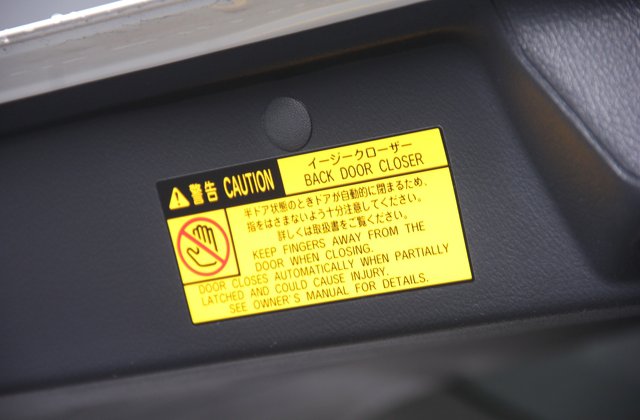 警告 CAUTION
イージークローザー
BACK DOOR CLOSER
半ドア状態のときドアが自動的に閉まるため、
指をはさまないよう十分注意してください。
詳しくは取扱書をご覧ください。
KEEP FINGERS AWAY FROM THE
DOOR WHEN CLOSING.
DOOR CLOSES AUTOMATICALLY WHEN PARTIALLY
LATCHED AND COULD CAUSE INJURY.
SEE OWNER'S MANUAL FOR DETAILS.